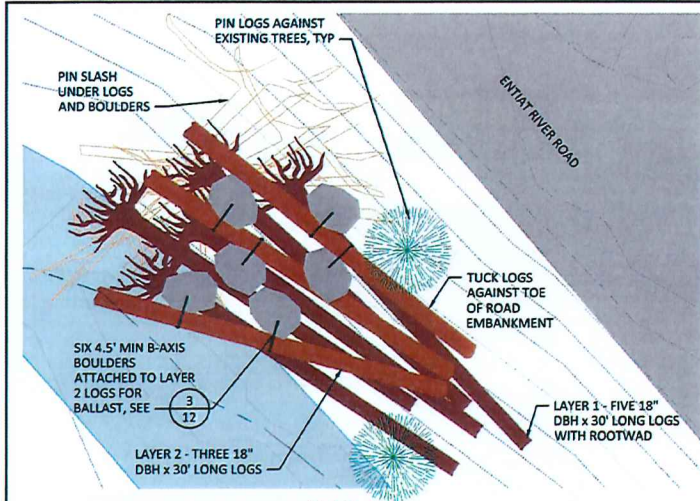 PIN LOGS AGAINST
EXISTING TREES, TYP
PIN SLASH
UNDER LOGS
AND BOULDERS
ENTIAT RIVER ROAD
TUCK LOGS
AGAINST TOE
OF ROAD
EMBANKMENT
SIX 4.5' MIN B-AXIS
BOULDERS
ATTACHED TO LAYER
2 LOGS FOR
BALLAST, SEE
3
12
LAYER 1 - FIVE 18"
DBH x 30' LONG LOGS
WITH ROOTWAD
LAYER 2 - THREE 18"
DBH x 30' LONG LOGS